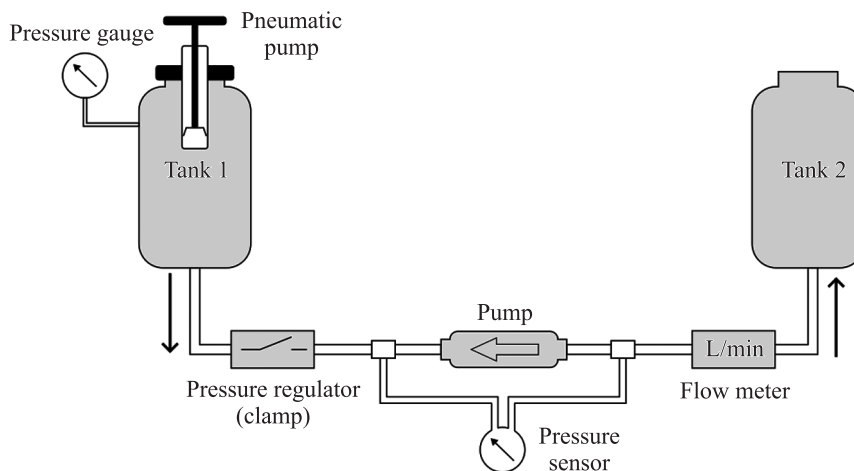 Pressure gauge
Pneumatic
pump
Tank 1
Tank 2
Pump
L/min
Pressure regulator
(clamp)
Flow meter
Pressure
sensor